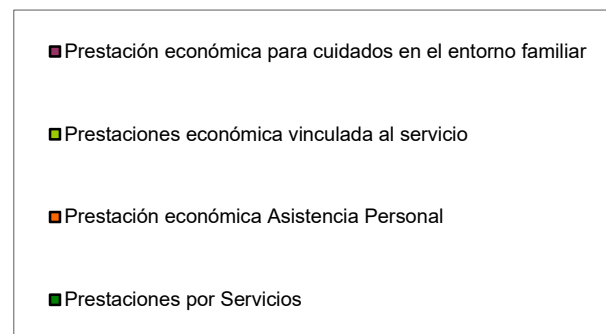 Prestación económica para cuidados en el entorno familiar
Prestaciones económica vinculada al servicio
Prestación económica Asistencia Personal
Prestaciones por Servicios